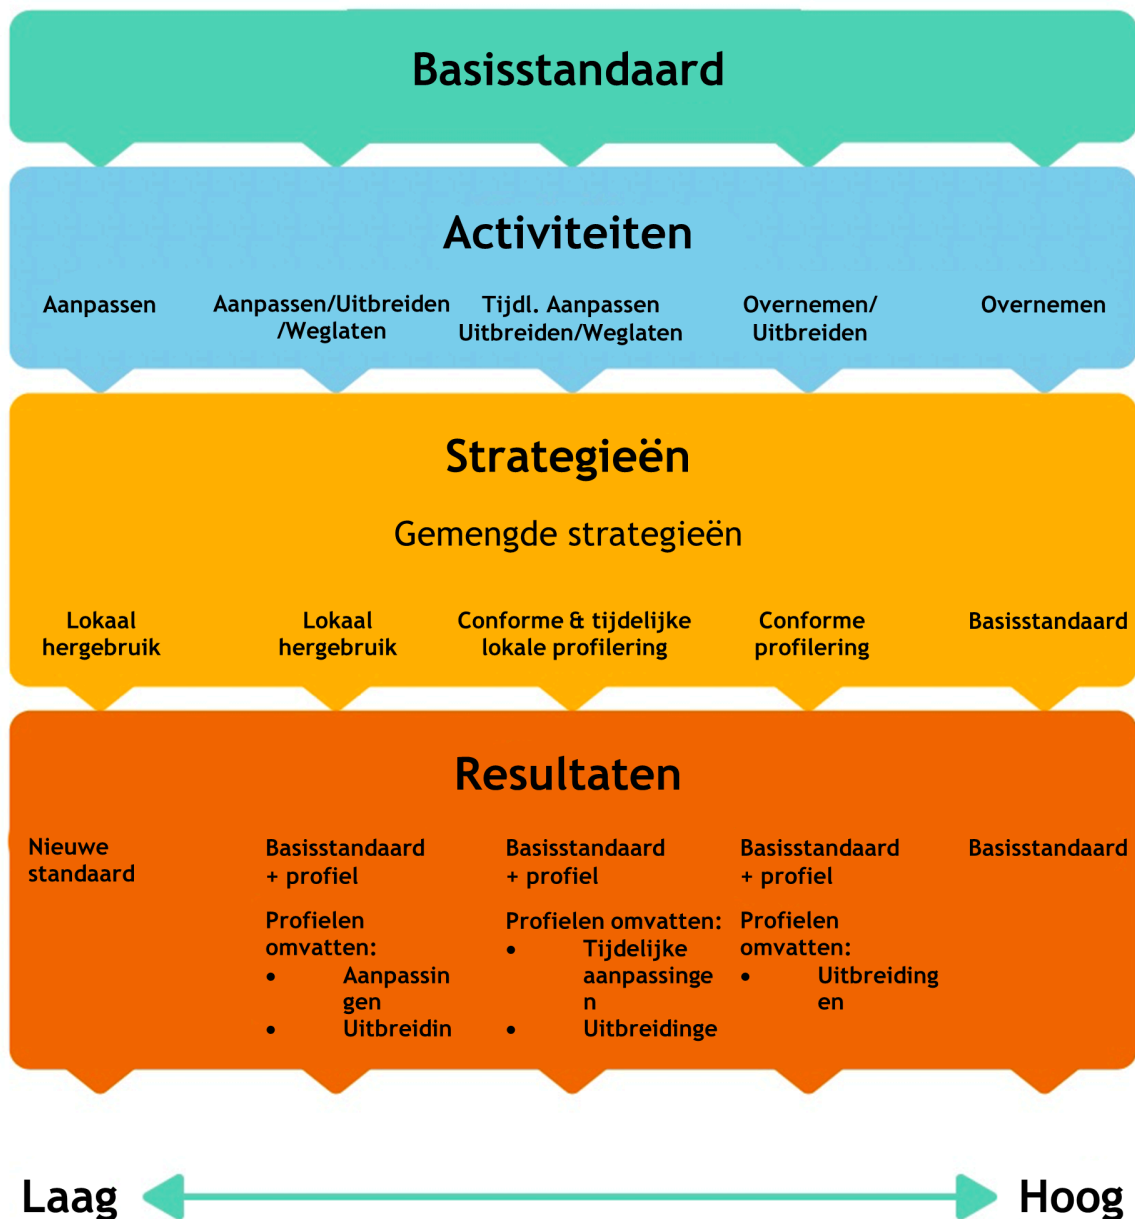 Basisstandaard
Activiteiten
Aanpassen
Aanpassen/Uitbreiden
/Weglaten
Tijdl. Aanpassen
Uitbreiden/Weglaten
Overnemen/
Uitbreiden
Overnemen
Strategieën
Gemengde strategieën
Lokaal
hergebruik
Lokaal
hergebruik
Conforme & tijdelijke
lokale profilering
Conforme
profilering
Basisstandaard
Resultaten
Nieuwe
standaard
Basisstandaard
+ profiel
Profielen
omvatten:
• Aanpassin
gen
• Uitbreidin
Basisstandaard
+ profiel
Profielen omvatten:
• Tijdelijke
aanpassinge
n
• Uitbreidinge
Basisstandaard
+ profiel
Profielen
omvatten:
• Uitbreiding
en
Basisstandaard
Laag
Hoog